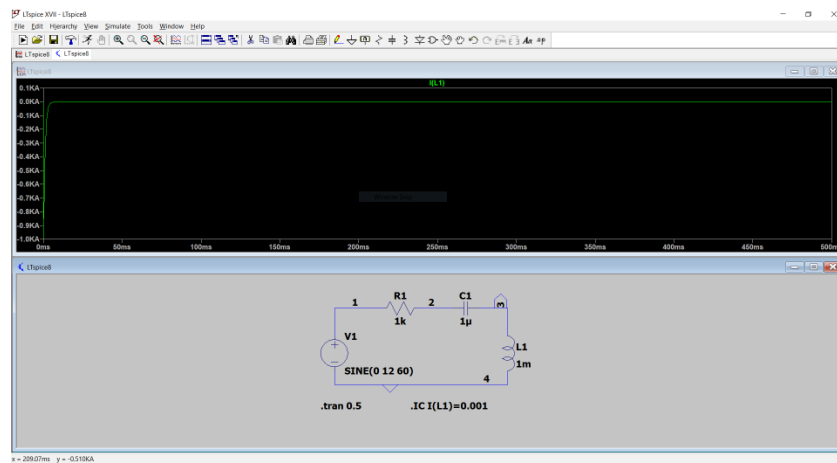 LTspice XVII - LTspice8
File Edit Hierarchy View Simulate Tools Window Help
LTspice8 LTspice8
LTspice8
I(L1)
0.1KA
0.0KA
-0.1KA
-0.2KA
-0.3KA
-0.4KA
-0.5KA
-0.6KA
-0.7KA
-0.8KA
-0.9KA
-1.0KA
0ms 50ms 100ms 150ms 200ms 250ms 300ms 350ms 400ms 450ms 500m
LTspice8
R1 C1
1 2 3
1k 1µ
V1 L1
1m
SINE(0 12 60)
4
.tran 0.5 .IC I(L1)=0.001
x = 209.07ms y = -0.510KA